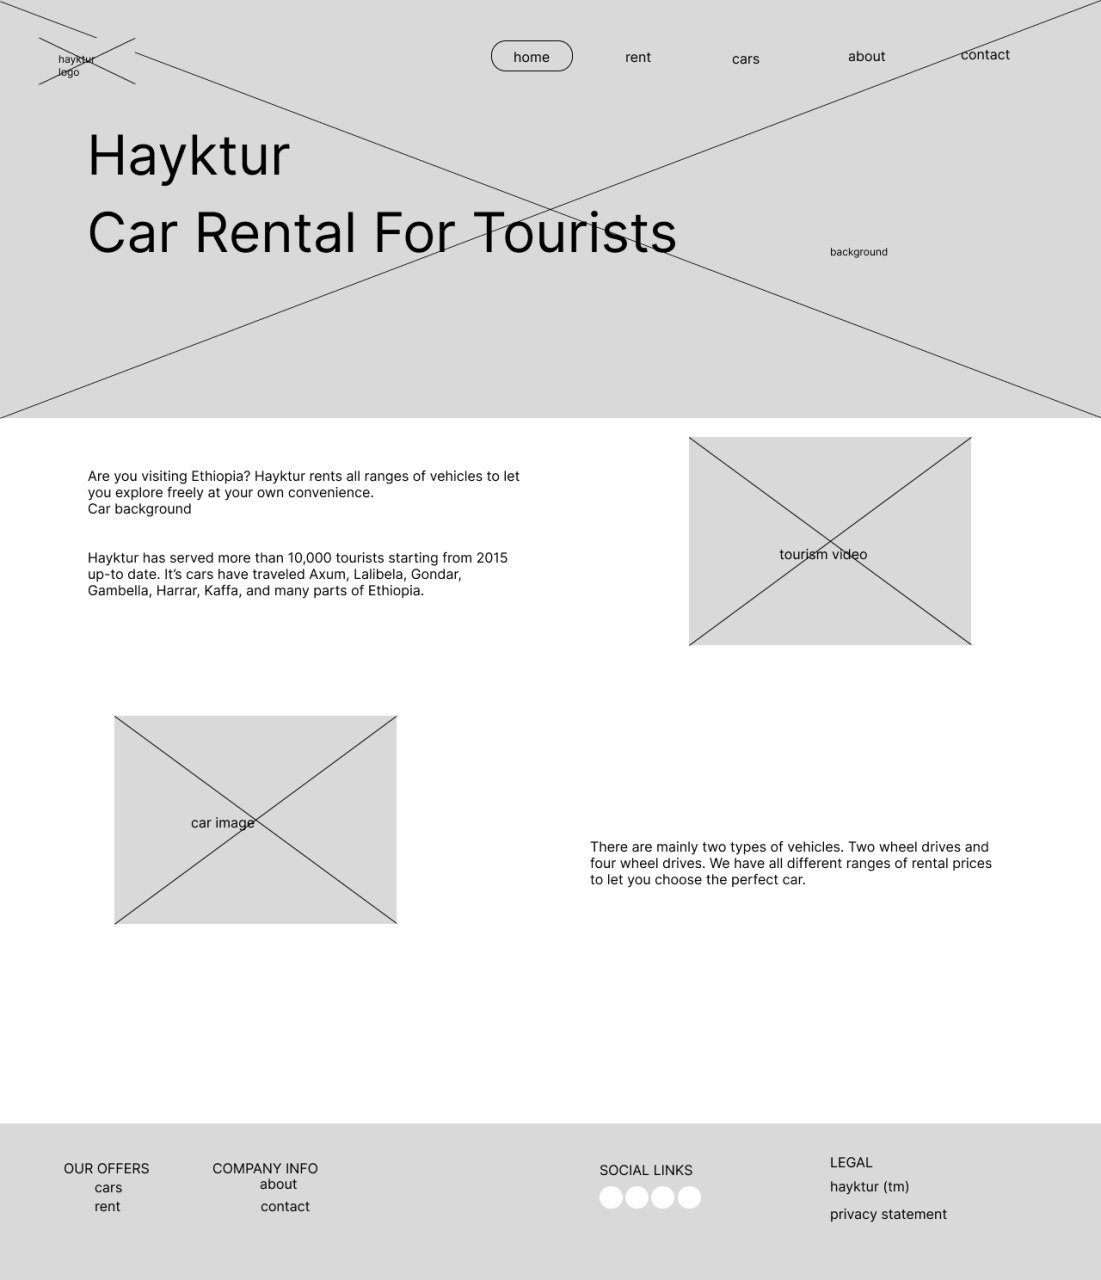 hayktur
logo
home
rent
cars
about
contact
Hayktur
Car Rental For Tourists
background
Are you visiting Ethiopia? Hayktur rents all ranges of vehicles to let
you explore freely at your own convenience.
Car background
Hayktur has served more than 10,000 tourists starting from 2015
up-to date. It’s cars have traveled Axum, Lalibela, Gondar,
Gambella, Harrar, Kaffa, and many parts of Ethiopia.
tourism video
car image
There are mainly two types of vehicles. Two wheel drives and
four wheel drives. We have all different ranges of rental prices
to let you choose the perfect car.
OUR OFFERS
cars
rent
COMPANY INFO
about
contact
SOCIAL LINKS
LEGAL
hayktur (tm)
privacy statement